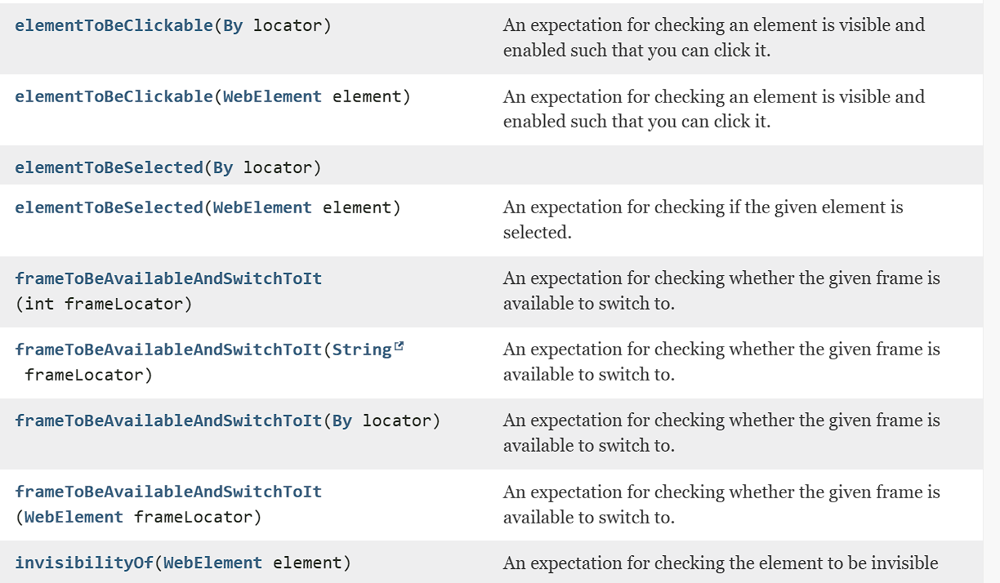 elementToBeClickable(By locator)
An expectation for checking an element is visible and
enabled such that you can click it.
elementToBeClickable(WebElement element)
An expectation for checking an element is visible and
enabled such that you can click it.
elementToBeSelected(By locator)
elementToBeSelected(WebElement element)
An expectation for checking if the given element is
selected.
frameToBeAvailableAndSwitchToIt
(int frameLocator)
An expectation for checking whether the given frame is
available to switch to.
frameToBeAvailableAndSwitchToIt(String
frameLocator)
An expectation for checking whether the given frame is
available to switch to.
frameToBeAvailableAndSwitchToIt(By locator)
An expectation for checking whether the given frame is
available to switch to.
frameToBeAvailableAndSwitchToIt
(WebElement frameLocator)
An expectation for checking whether the given frame is
available to switch to.
invisibilityOf(WebElement element)
An expectation for checking the element to be invisible